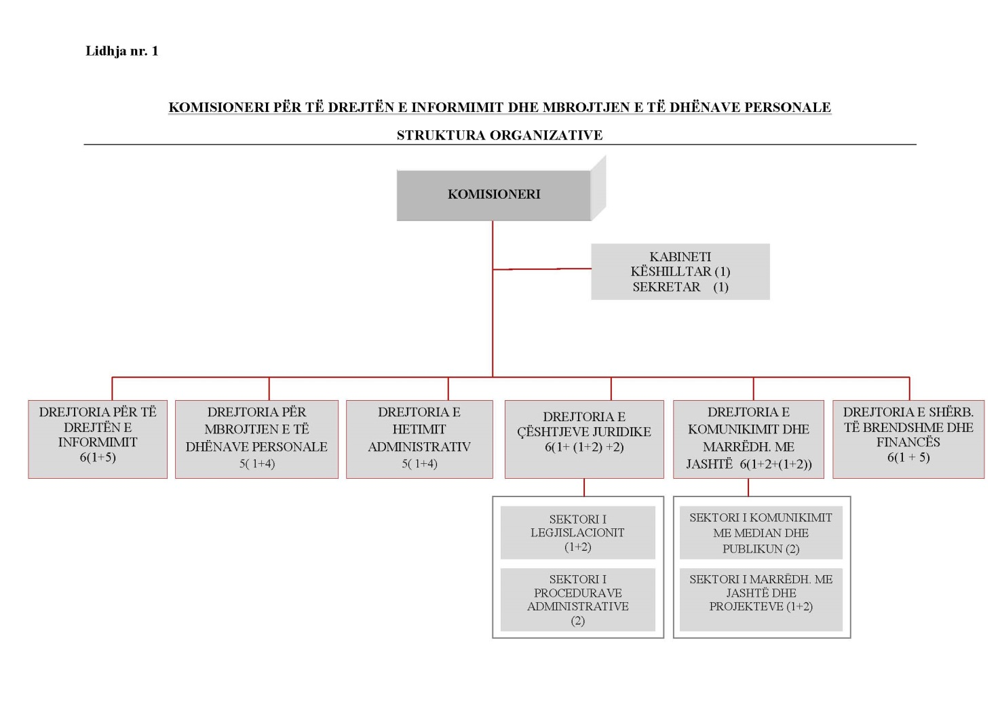 Lidhja nr. 1
KOMISIONERI PËR TË DREJTËN E INFORMIMIT DHE MBROJTJEN E TË DHËNAVE PERSONALE
STRUKTURA ORGANIZATIVE
KOMISIONERI
KABINETI
KËSHILLTAR (1)
SEKRETAR (1)
DREJTORIA PËR TË
DREJTËN E
INFORMIMIT
6(1+5)
DREJTORIA PËR
MBROJTJEN E TË
DHËNAVE PERSONALE
5( 1+4)
DREJTORIA E
HETIMIT
ADMINISTRATIV
5( 1+4)
DREJTORIA E
ÇËSHTJEVE JURIDIKE
6(1+ (1+2) +2)
DREJTORIA E
KOMUNIKIMIT DHE
MARRËDH. ME
JASHTË 6(1+2+(1+2))
DREJTORIA E SHËRB.
TË BRENDSHME DHE
FINANCËS
6(1 + 5)
SEKTORI I
LEGJISLACIONIT
(1+2)
SEKTORI I
PROCEDURAVE
ADMINISTRATIVE
(2)
SEKTORI I KOMUNIKIMIT
ME MEDIAN DHE
PUBLIKUN (2)
SEKTORI I MARRËDH. ME
JASHTË DHE
PROJEKTEVE (1+2)